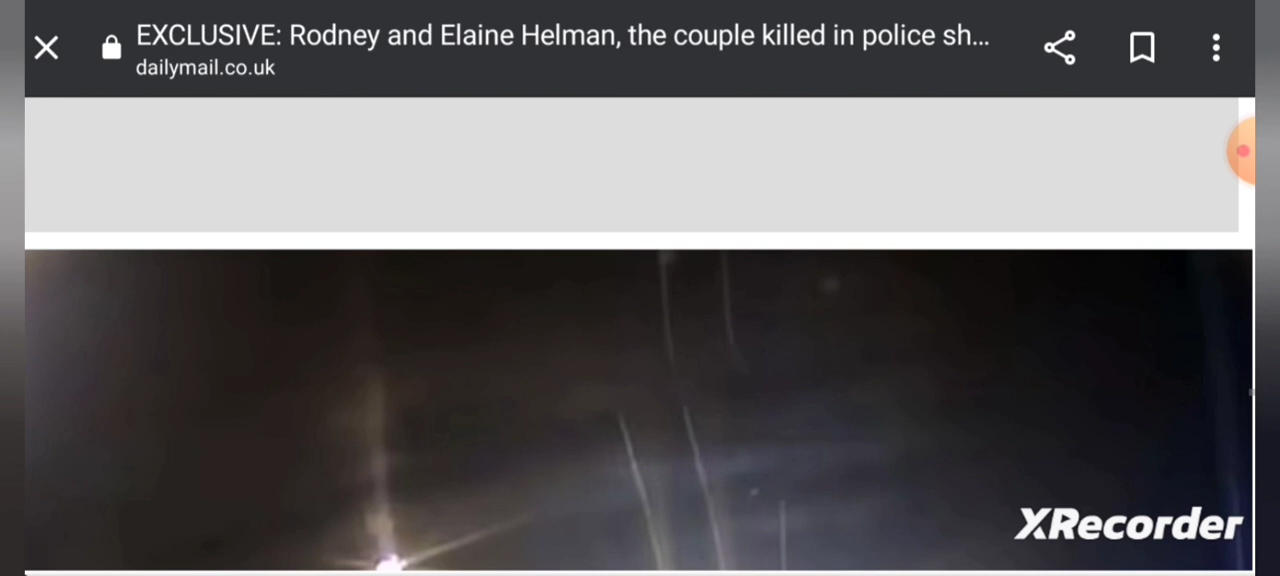 EXCLUSIVE: Rodney and Elaine Helman, the couple killed in police sh...
dailymail.co.uk
XRecorder